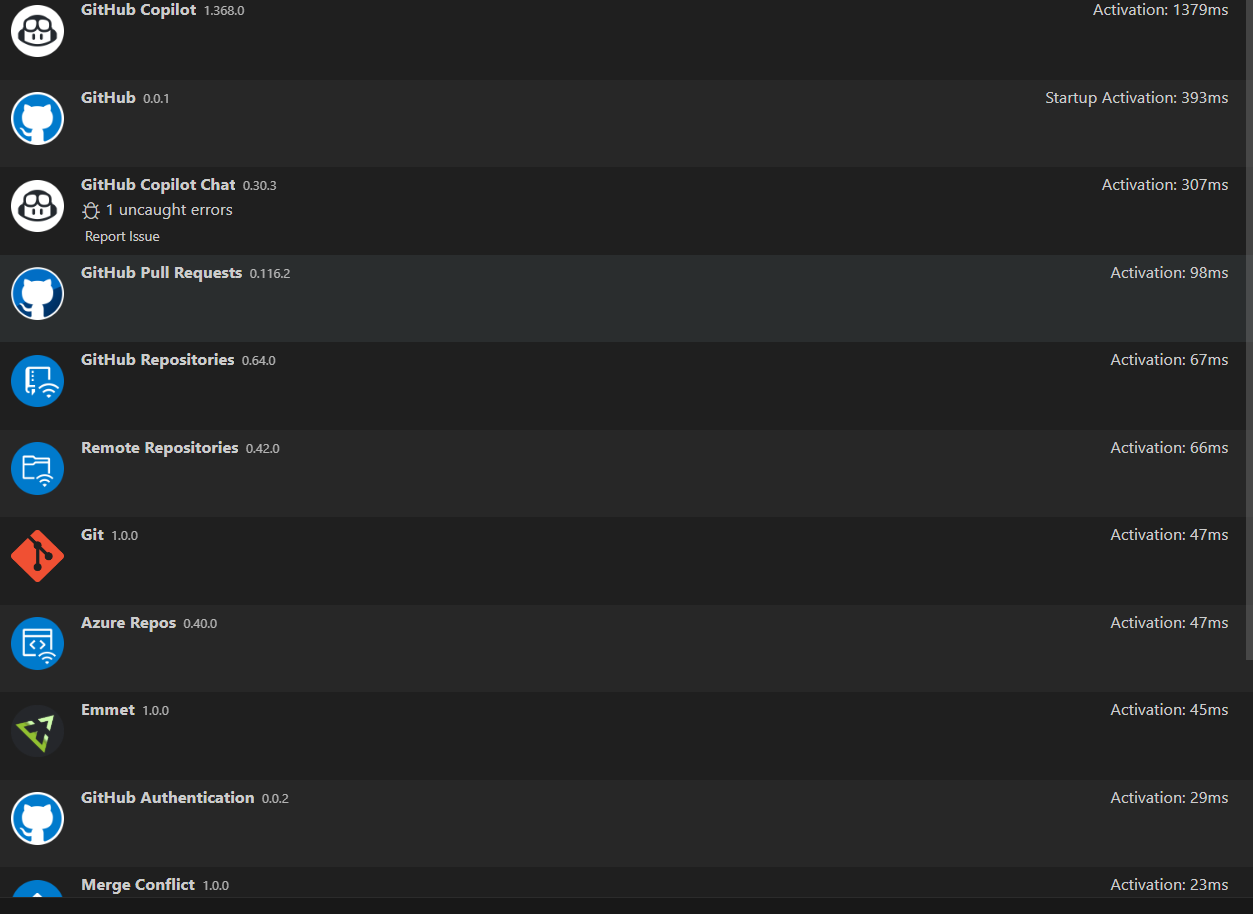 GitHub Copilot 1.368.0 Activation: 1379ms
GitHub 0.0.1 Startup Activation: 393ms
GitHub Copilot Chat 0.30.3 Activation: 307ms
1 uncaught errors
Report Issue
GitHub Pull Requests 0.116.2 Activation: 98ms
GitHub Repositories 0.64.0 Activation: 67ms
Remote Repositories 0.42.0 Activation: 66ms
Git 1.0.0 Activation: 47ms
Azure Repos 0.40.0 Activation: 47ms
Emmet 1.0.0 Activation: 45ms
GitHub Authentication 0.0.2 Activation: 29ms
Merge Conflict 1.0.0 Activation: 23ms